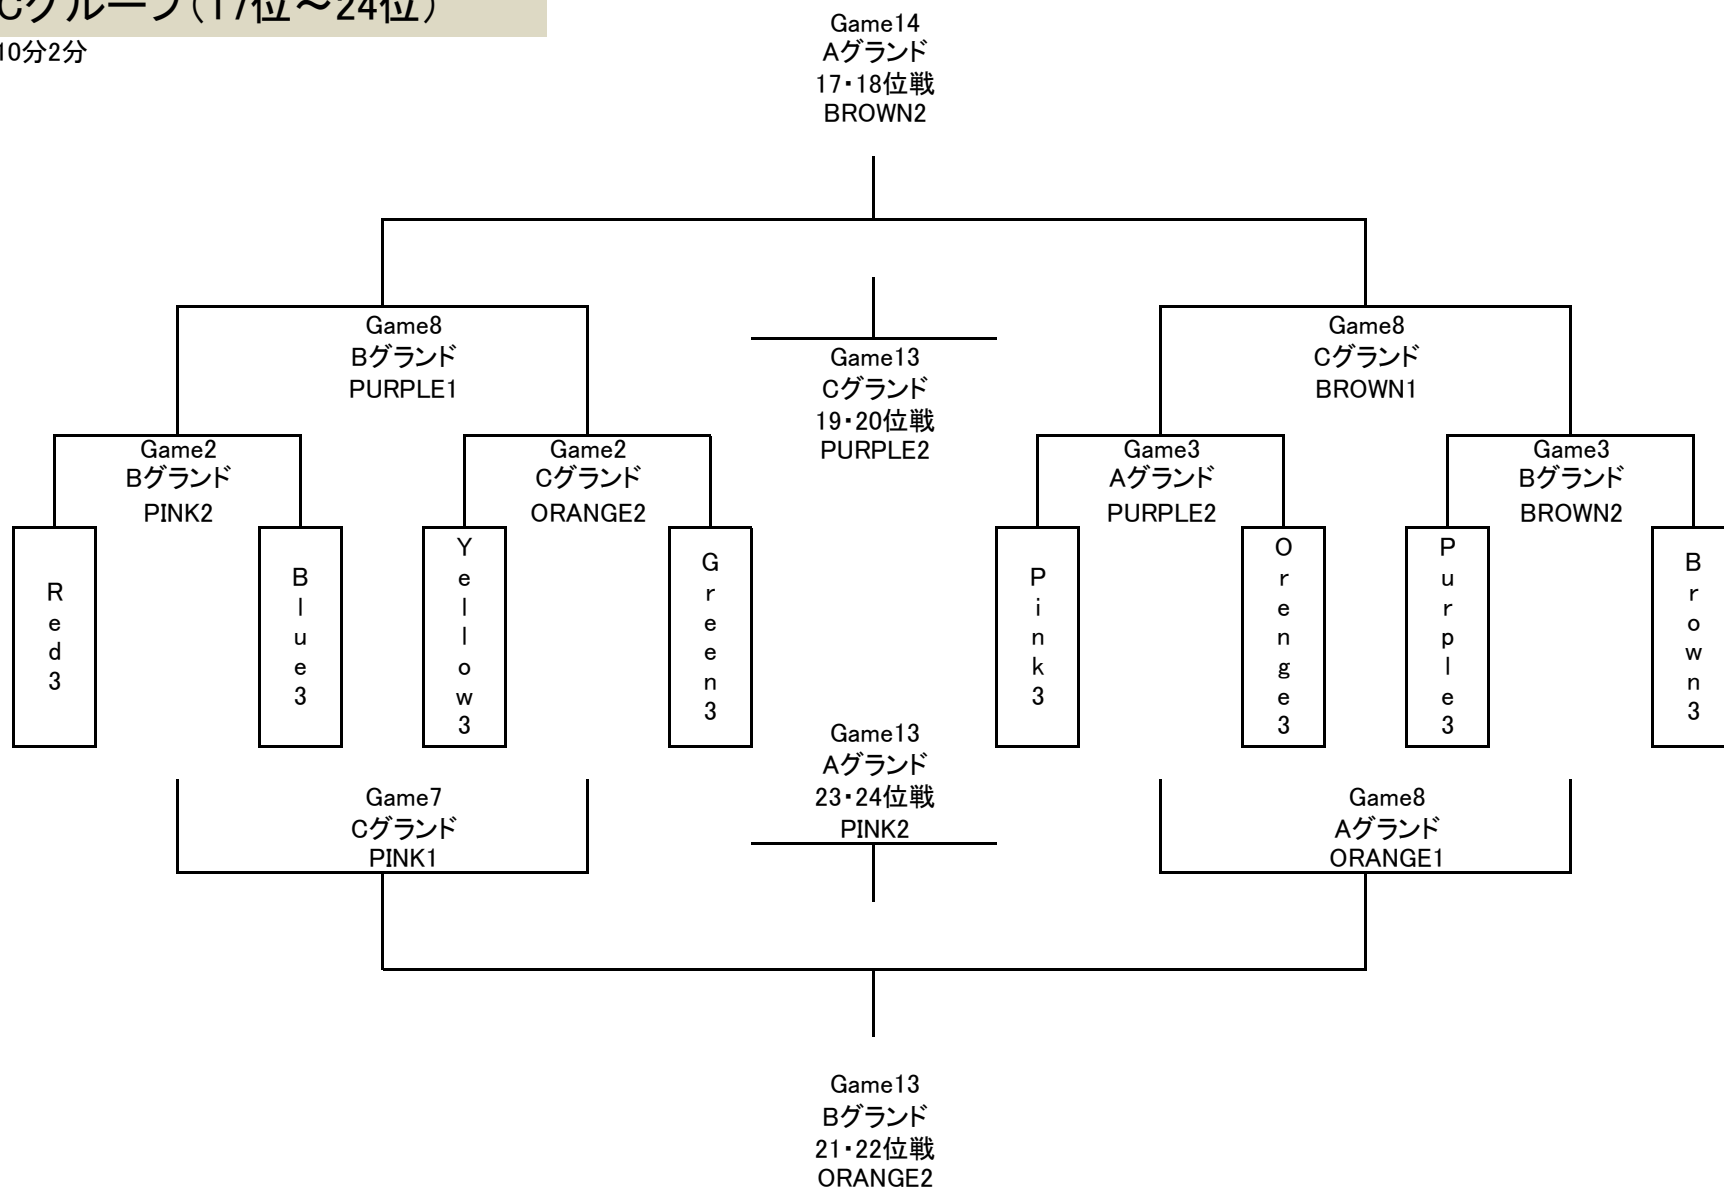 Cグループ(17位～24位)
10分2分
Game14
Aグランド
17・18位戦
BROWN2
Game8
Bグランド
PURPLE1
Game13
Cグランド
19・20位戦
PURPLE2
Game8
Cグランド
BROWN1
Game2
Bグランド
PINK2
Game2
Cグランド
ORANGE2
Game3
Aグランド
PURPLE2
Game3
Bグランド
BROWN2
Red3
Blue3
Yellow3
Green3
Pink3
Orenge3
Purple3
Brown3
Game7
Cグランド
PINK1
Game13
Aグランド
23・24位戦
PINK2
Game8
Aグランド
ORANGE1
Game13
Bグランド
21・22位戦
ORANGE2